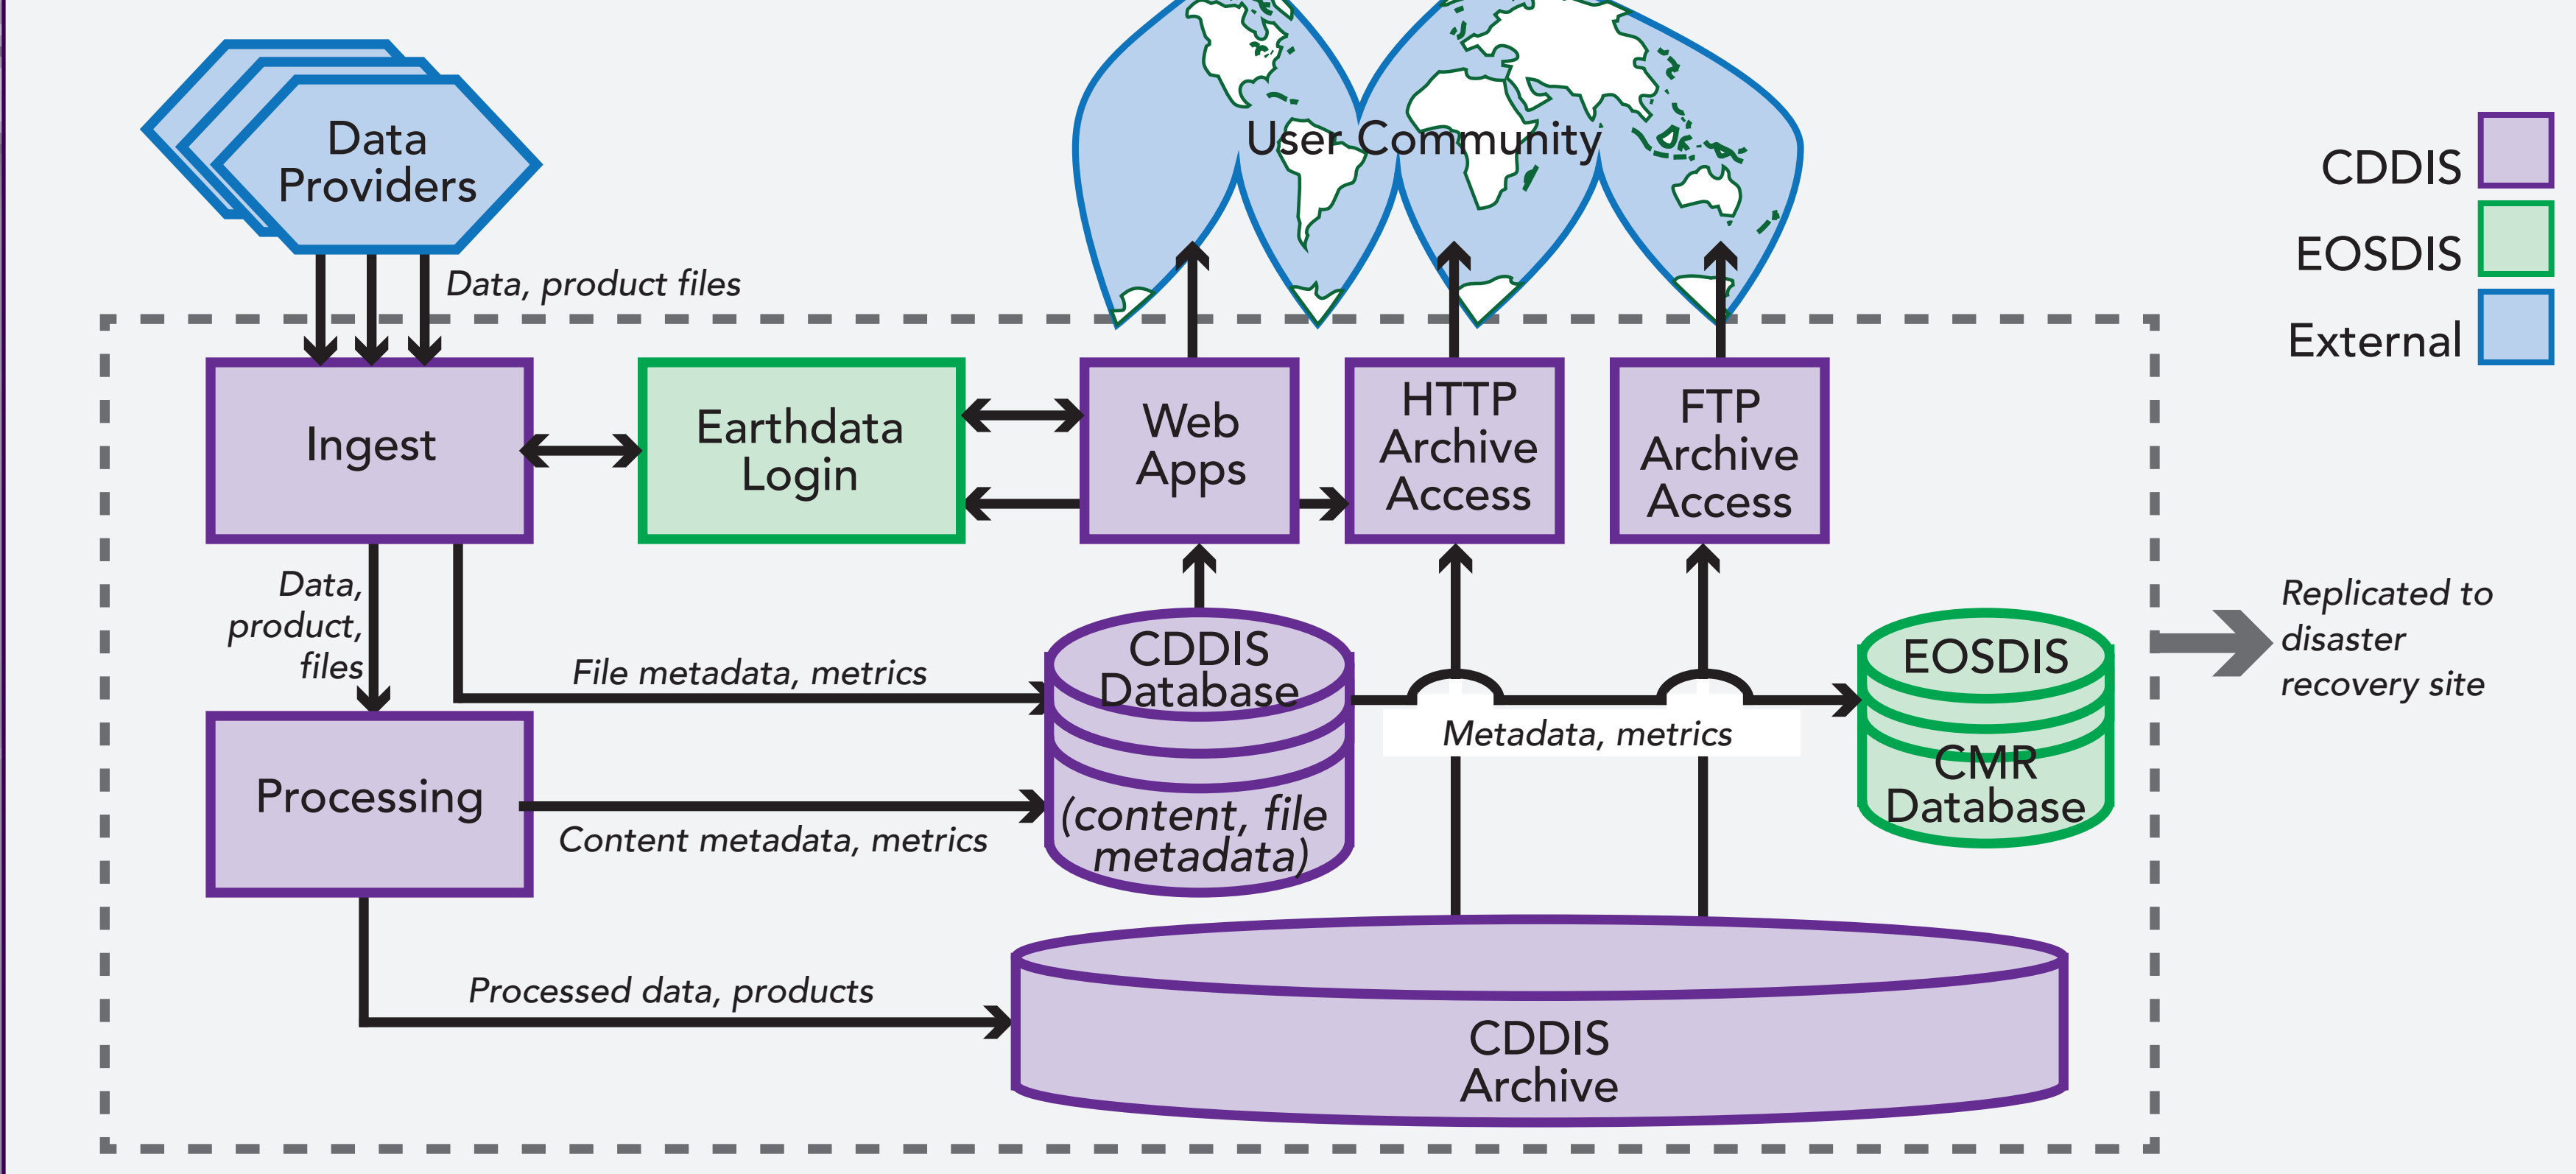 Data
Providers
User Community
CDDIS
EOSDIS
External
Data, product files
Ingest
Earthdata
Login
Web
Apps
HTTP
Archive
Access
FTP
Archive
Access
Data,
product,
files
File metadata, metrics
CDDIS
Database
(content, file
metadata)
Metadata, metrics
EOSDIS
CMR
Database
Replicated to
disaster
recovery site
Processing
Content metadata, metrics
Processed data, products
CDDIS
Archive